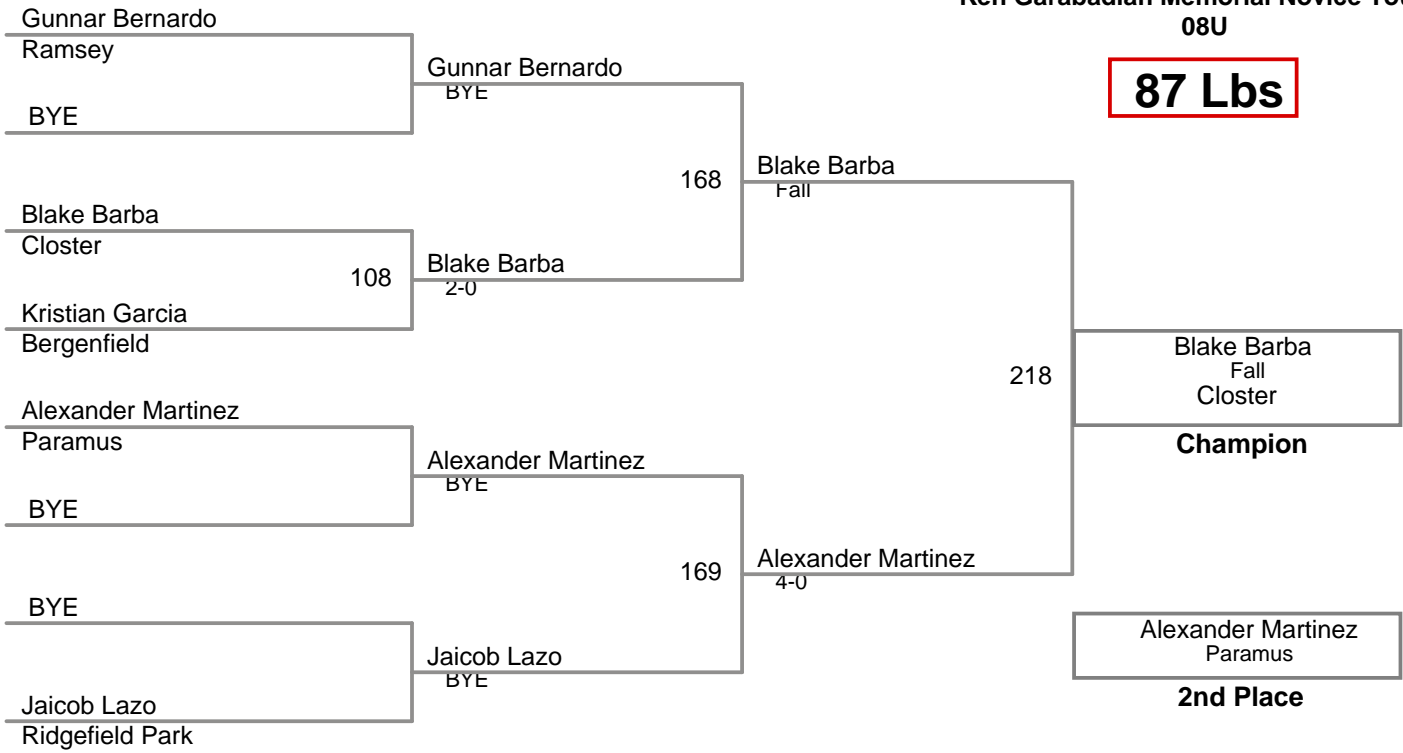 Ken Garabadian Memorial Novice
08U
87 Lbs
Gunnar Bernardo
Ramsey
BYE
Gunnar Bernardo
BYE
Blake Barba
Closter
Kristian Garcia
Bergenfield
108
Blake Barba
2-0
168
Blake Barba
Fall
Alexander Martinez
Paramus
BYE
Alexander Martinez
BYE
BYE
Jaicob Lazo
Ridgefield Park
Jaicob Lazo
BYE
169
Alexander Martinez
4-0
218
Blake Barba
Fall
Closter
Champion
Alexander Martinez
Paramus
2nd Place